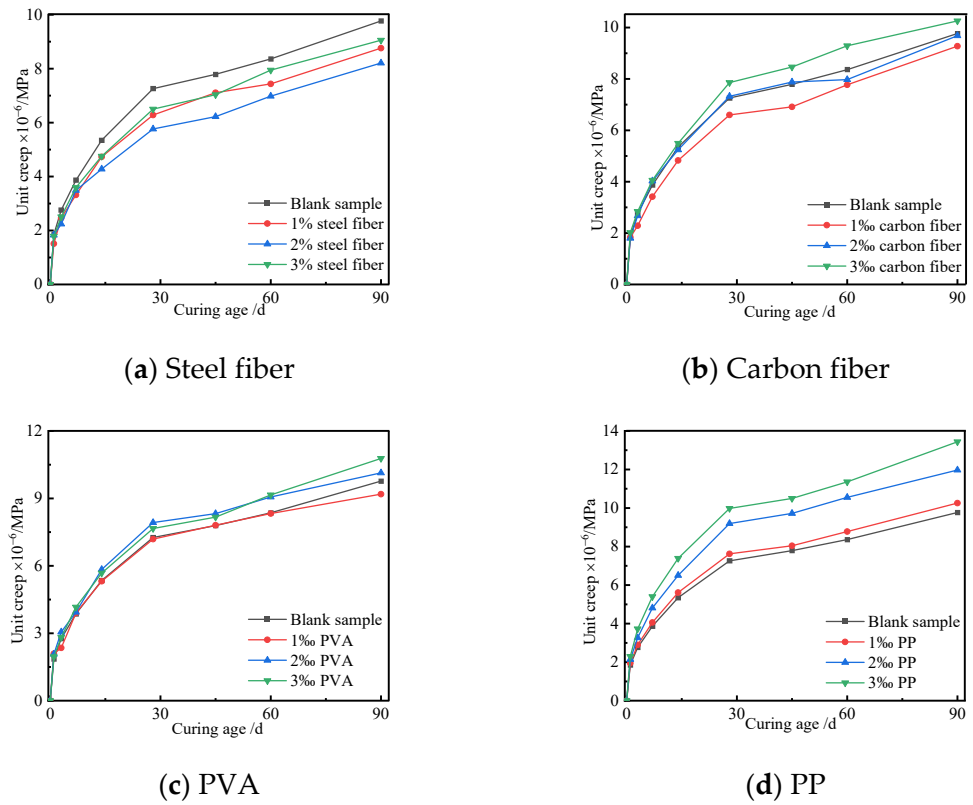 10
8
6
4
2
0
Unit creep ×10⁻⁶/MPa
Blank sample
1% steel fiber
2% steel fiber
3% steel fiber
0 30 60 90
Curing age /d
(a) Steel fiber
10
8
6
4
2
0
Unit creep ×10⁻⁶/MPa
Blank sample
1‰ carbon fiber
2‰ carbon fiber
3‰ carbon fiber
0 30 60 90
Curing age /d
(b) Carbon fiber
12
9
6
3
0
Unit creep ×10⁻⁶/MPa
Blank sample
1‰ PVA
2‰ PVA
3‰ PVA
0 30 60 90
Curing age /d
(c) PVA
14
12
10
8
6
4
2
0
Unit creep ×10⁻⁶/MPa
Blank sample
1‰ PP
2‰ PP
3‰ PP
0 30 60 90
Curing age /d
(d) PP